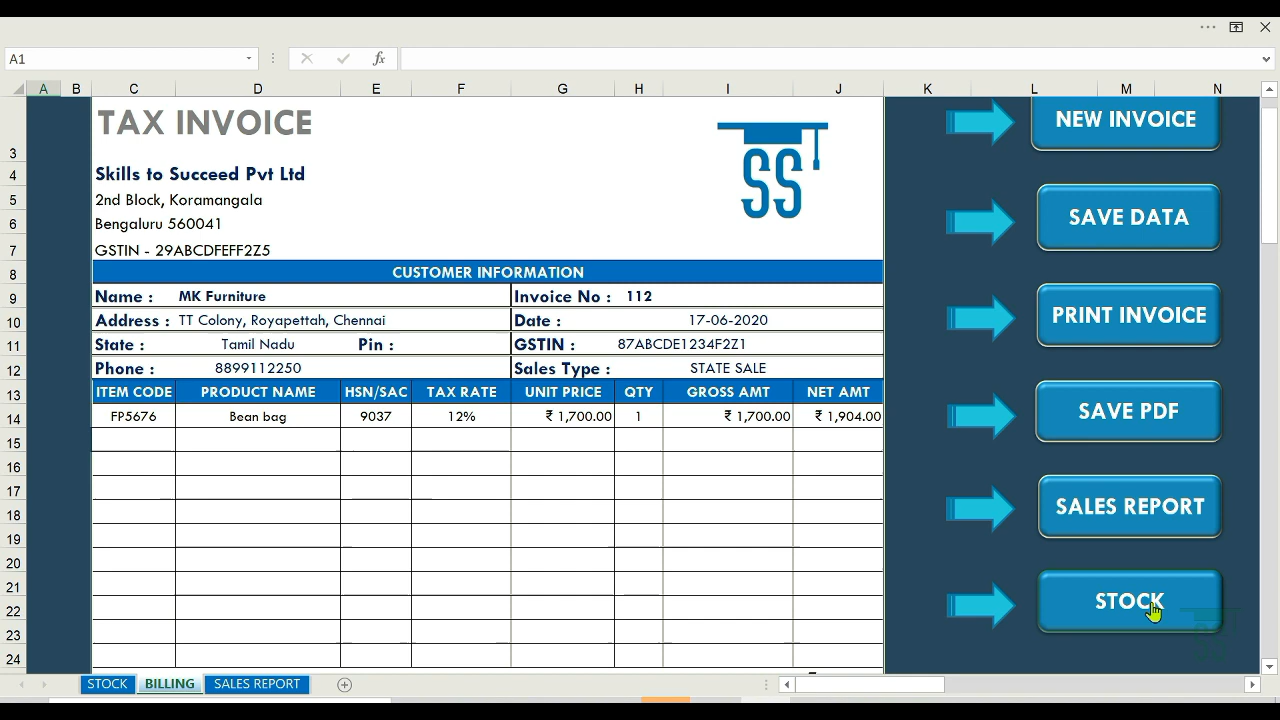 A1
fx
A B C D E F G H I J K L M N
3 TAX INVOICE
SS
4 Skills to Succeed Pvt Ltd
5 2nd Block, Koramangala
6 Bengaluru 560041
7 GSTIN - 29ABCDFEFF2Z5
8 CUSTOMER INFORMATION
9 Name : MK Furniture Invoice No : 112
10 Address : TT Colony, Royapettah, Chennai Date : 17-06-2020
11 State : Tamil Nadu Pin : GSTIN : 87ABCDE1234F2Z1
12 Phone : 8899112250 Sales Type : STATE SALE
13 ITEM CODE PRODUCT NAME HSN/SAC TAX RATE UNIT PRICE QTY GROSS AMT NET AMT
14 FP5676 Bean bag 9037 12% ₹ 1,700.00 1 ₹ 1,700.00 ₹ 1,904.00
15
16
17
18
19
20
21
22
23
24
NEW INVOICE
SAVE DATA
PRINT INVOICE
SAVE PDF
SALES REPORT
STOCK
STOCK BILLING SALES REPORT